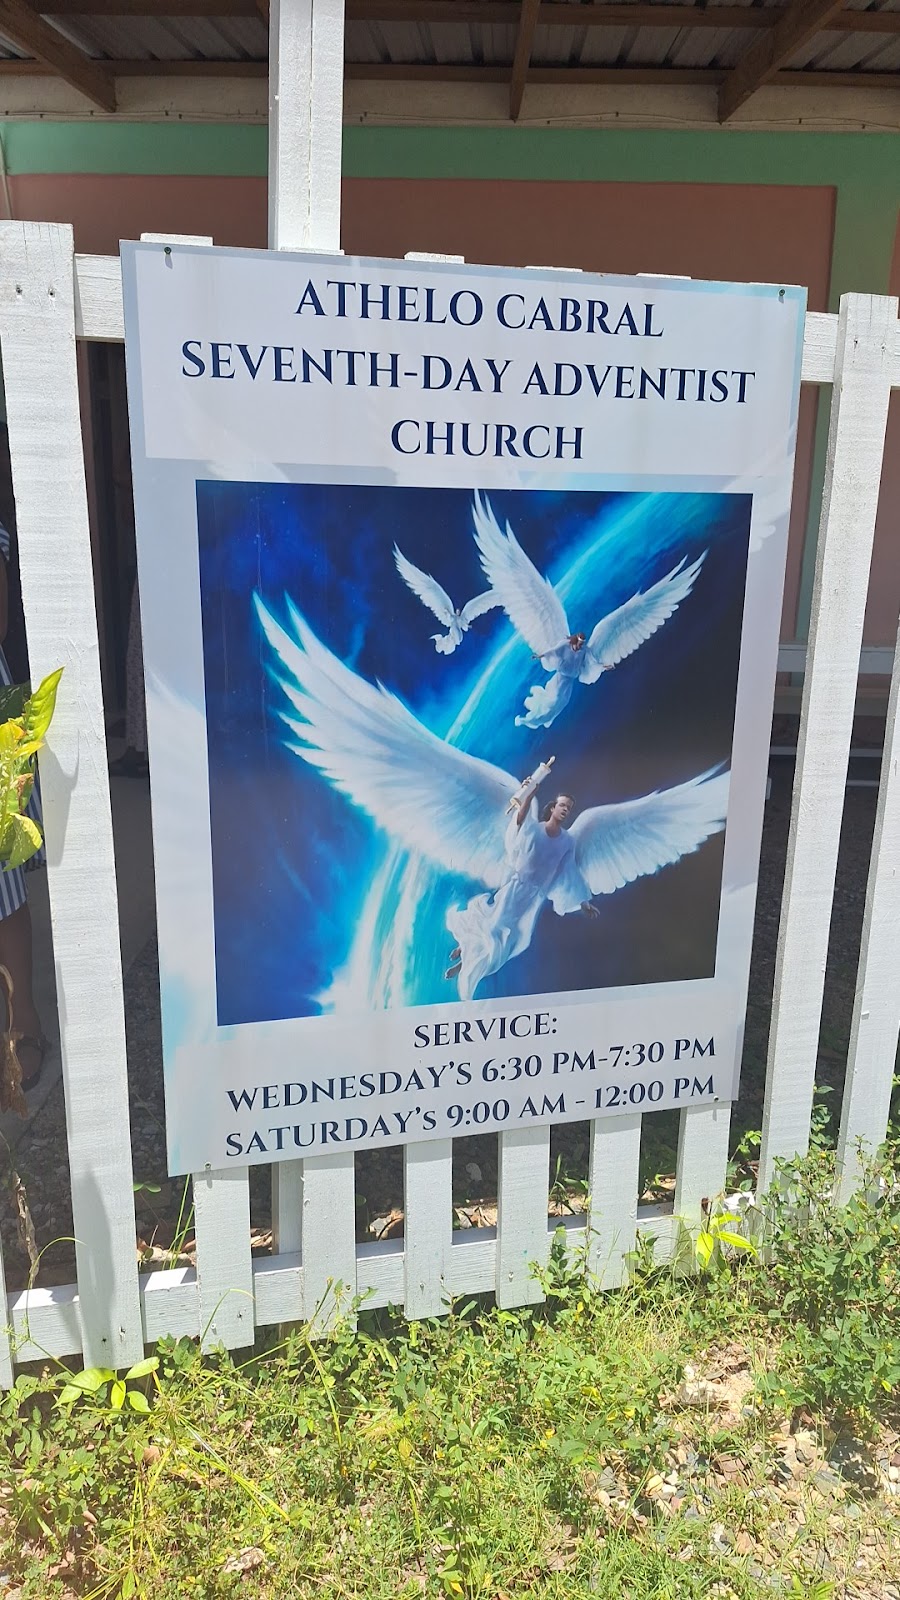 ATHELO CABRAL
SEVENTH-DAY ADVENTIST
CHURCH
SERVICE:
WEDNESDAY'S 6:30 PM-7:30 PM
SATURDAY'S 9:00 AM - 12:00 PM